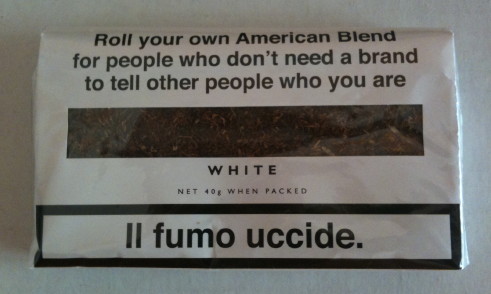 Roll your own American Blend
for people who don't need a brand
to tell other people who you are
WHITE
NET 40g WHEN PACKED
Il fumo uccide.